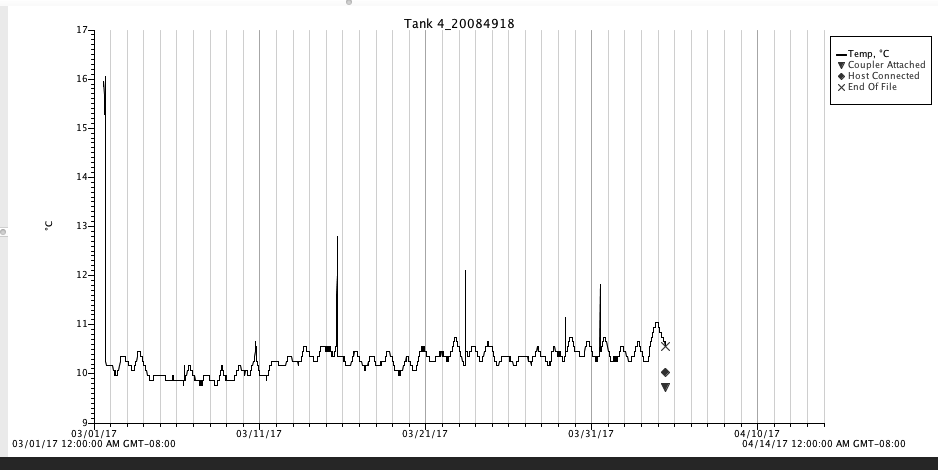 Tank 4_20084918
17
16
15
14
13
12
11
10
9
°C
Temp, °C
Coupler Attached
Host Connected
End Of File
03/01/17 03/11/17 03/21/17 03/31/17 04/10/17
03/01/17 12:00:00 AM GMT-08:00 04/14/17 12:00:00 AM GMT-08:00